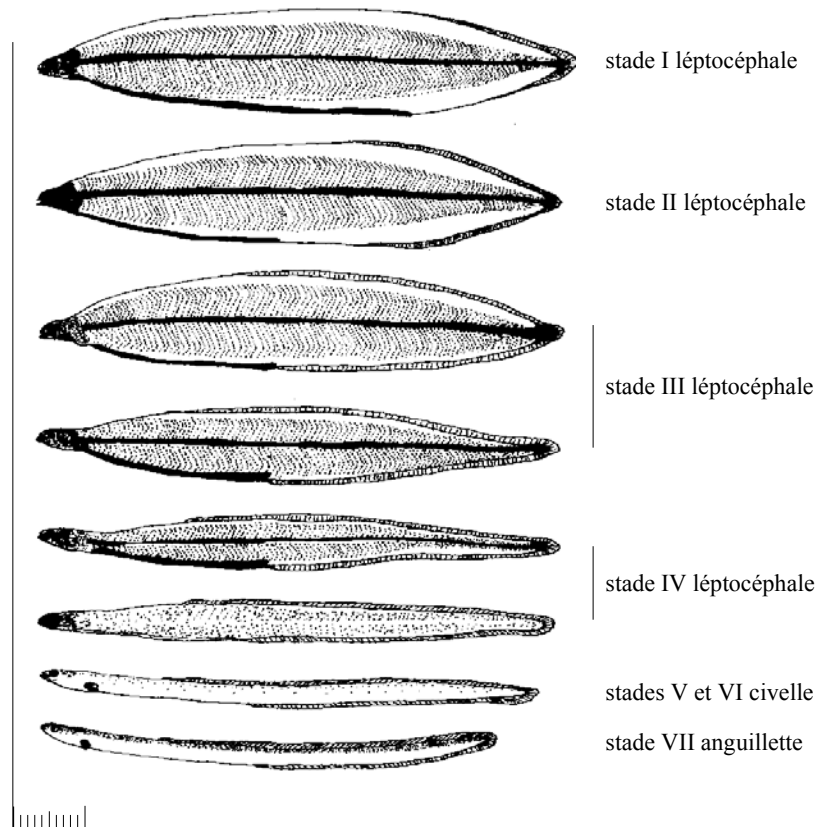 stade I léptocéphale
stade II léptocéphale
stade III léptocéphale
stade IV léptocéphale
stades V et VI civelle
stade VII anguillette